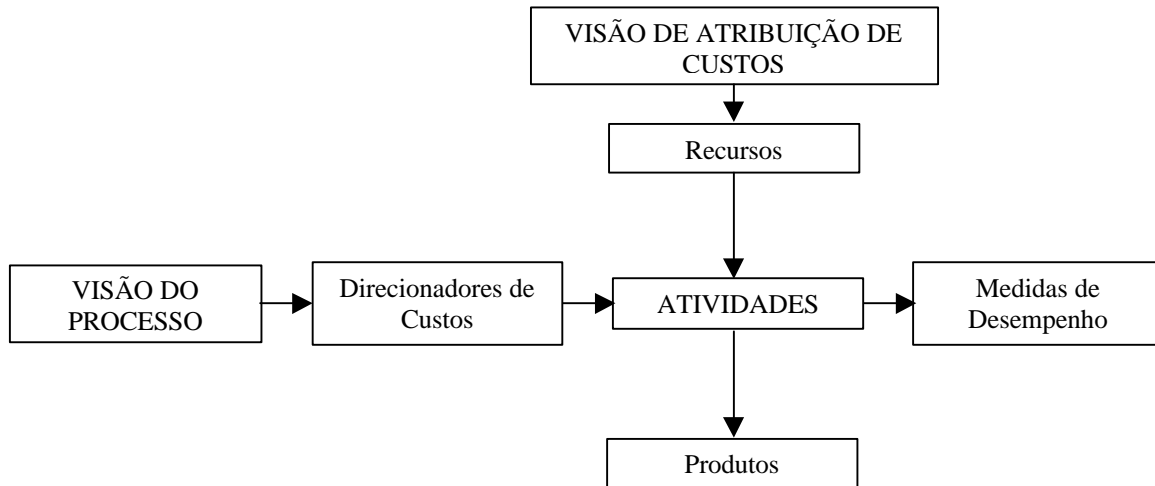 VISÃO DE ATRIBUIÇÃO DE
CUSTOS
Recursos
VISÃO DO
PROCESSO
Direcionadores de
Custos
ATIVIDADES
Medidas de
Desempenho
Produtos